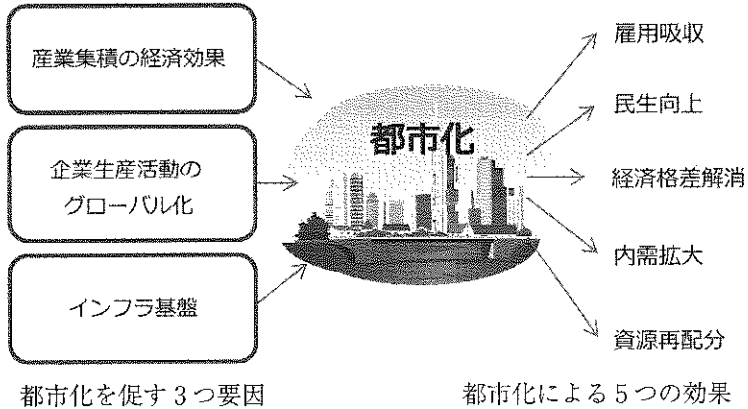 産業集積の経済効果
企業生産活動の
グローバル化
インフラ基盤
都市化を促す3つ要因
都市化
雇用吸収
民生向上
経済格差解消
内需拡大
資源再配分
都市化による5つの効果